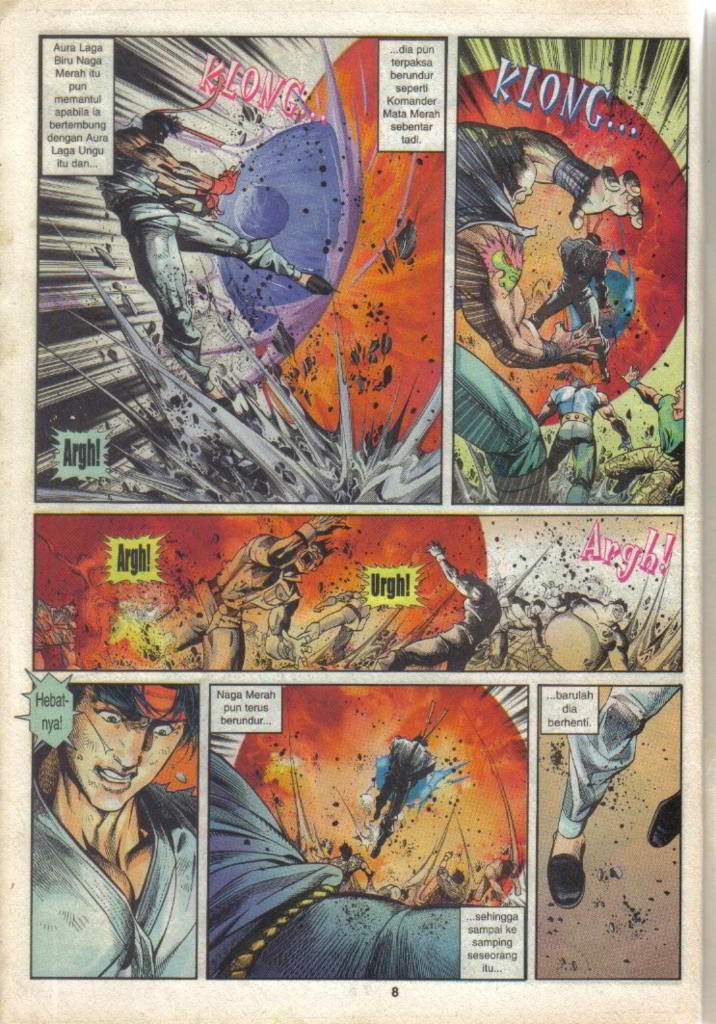 Aura Laga
Biru Naga
Merah itu
pun
memantul
apabila ia
bertembung
dengan Aura
Laga Ungu
itu dan...
KLONG...
...dia pun
terpaksa
berundur
seperti
Komander
Mata Merah
sebentar
tadi.
Argh!
KLONG...
Argh!
Urgh!
Argh!
Hebat-
nya!
Naga Merah
pun terus
berundur...
...sehingga
sampai ke
samping
seseorang
itu...
...barulah
dia
berhenti.
8